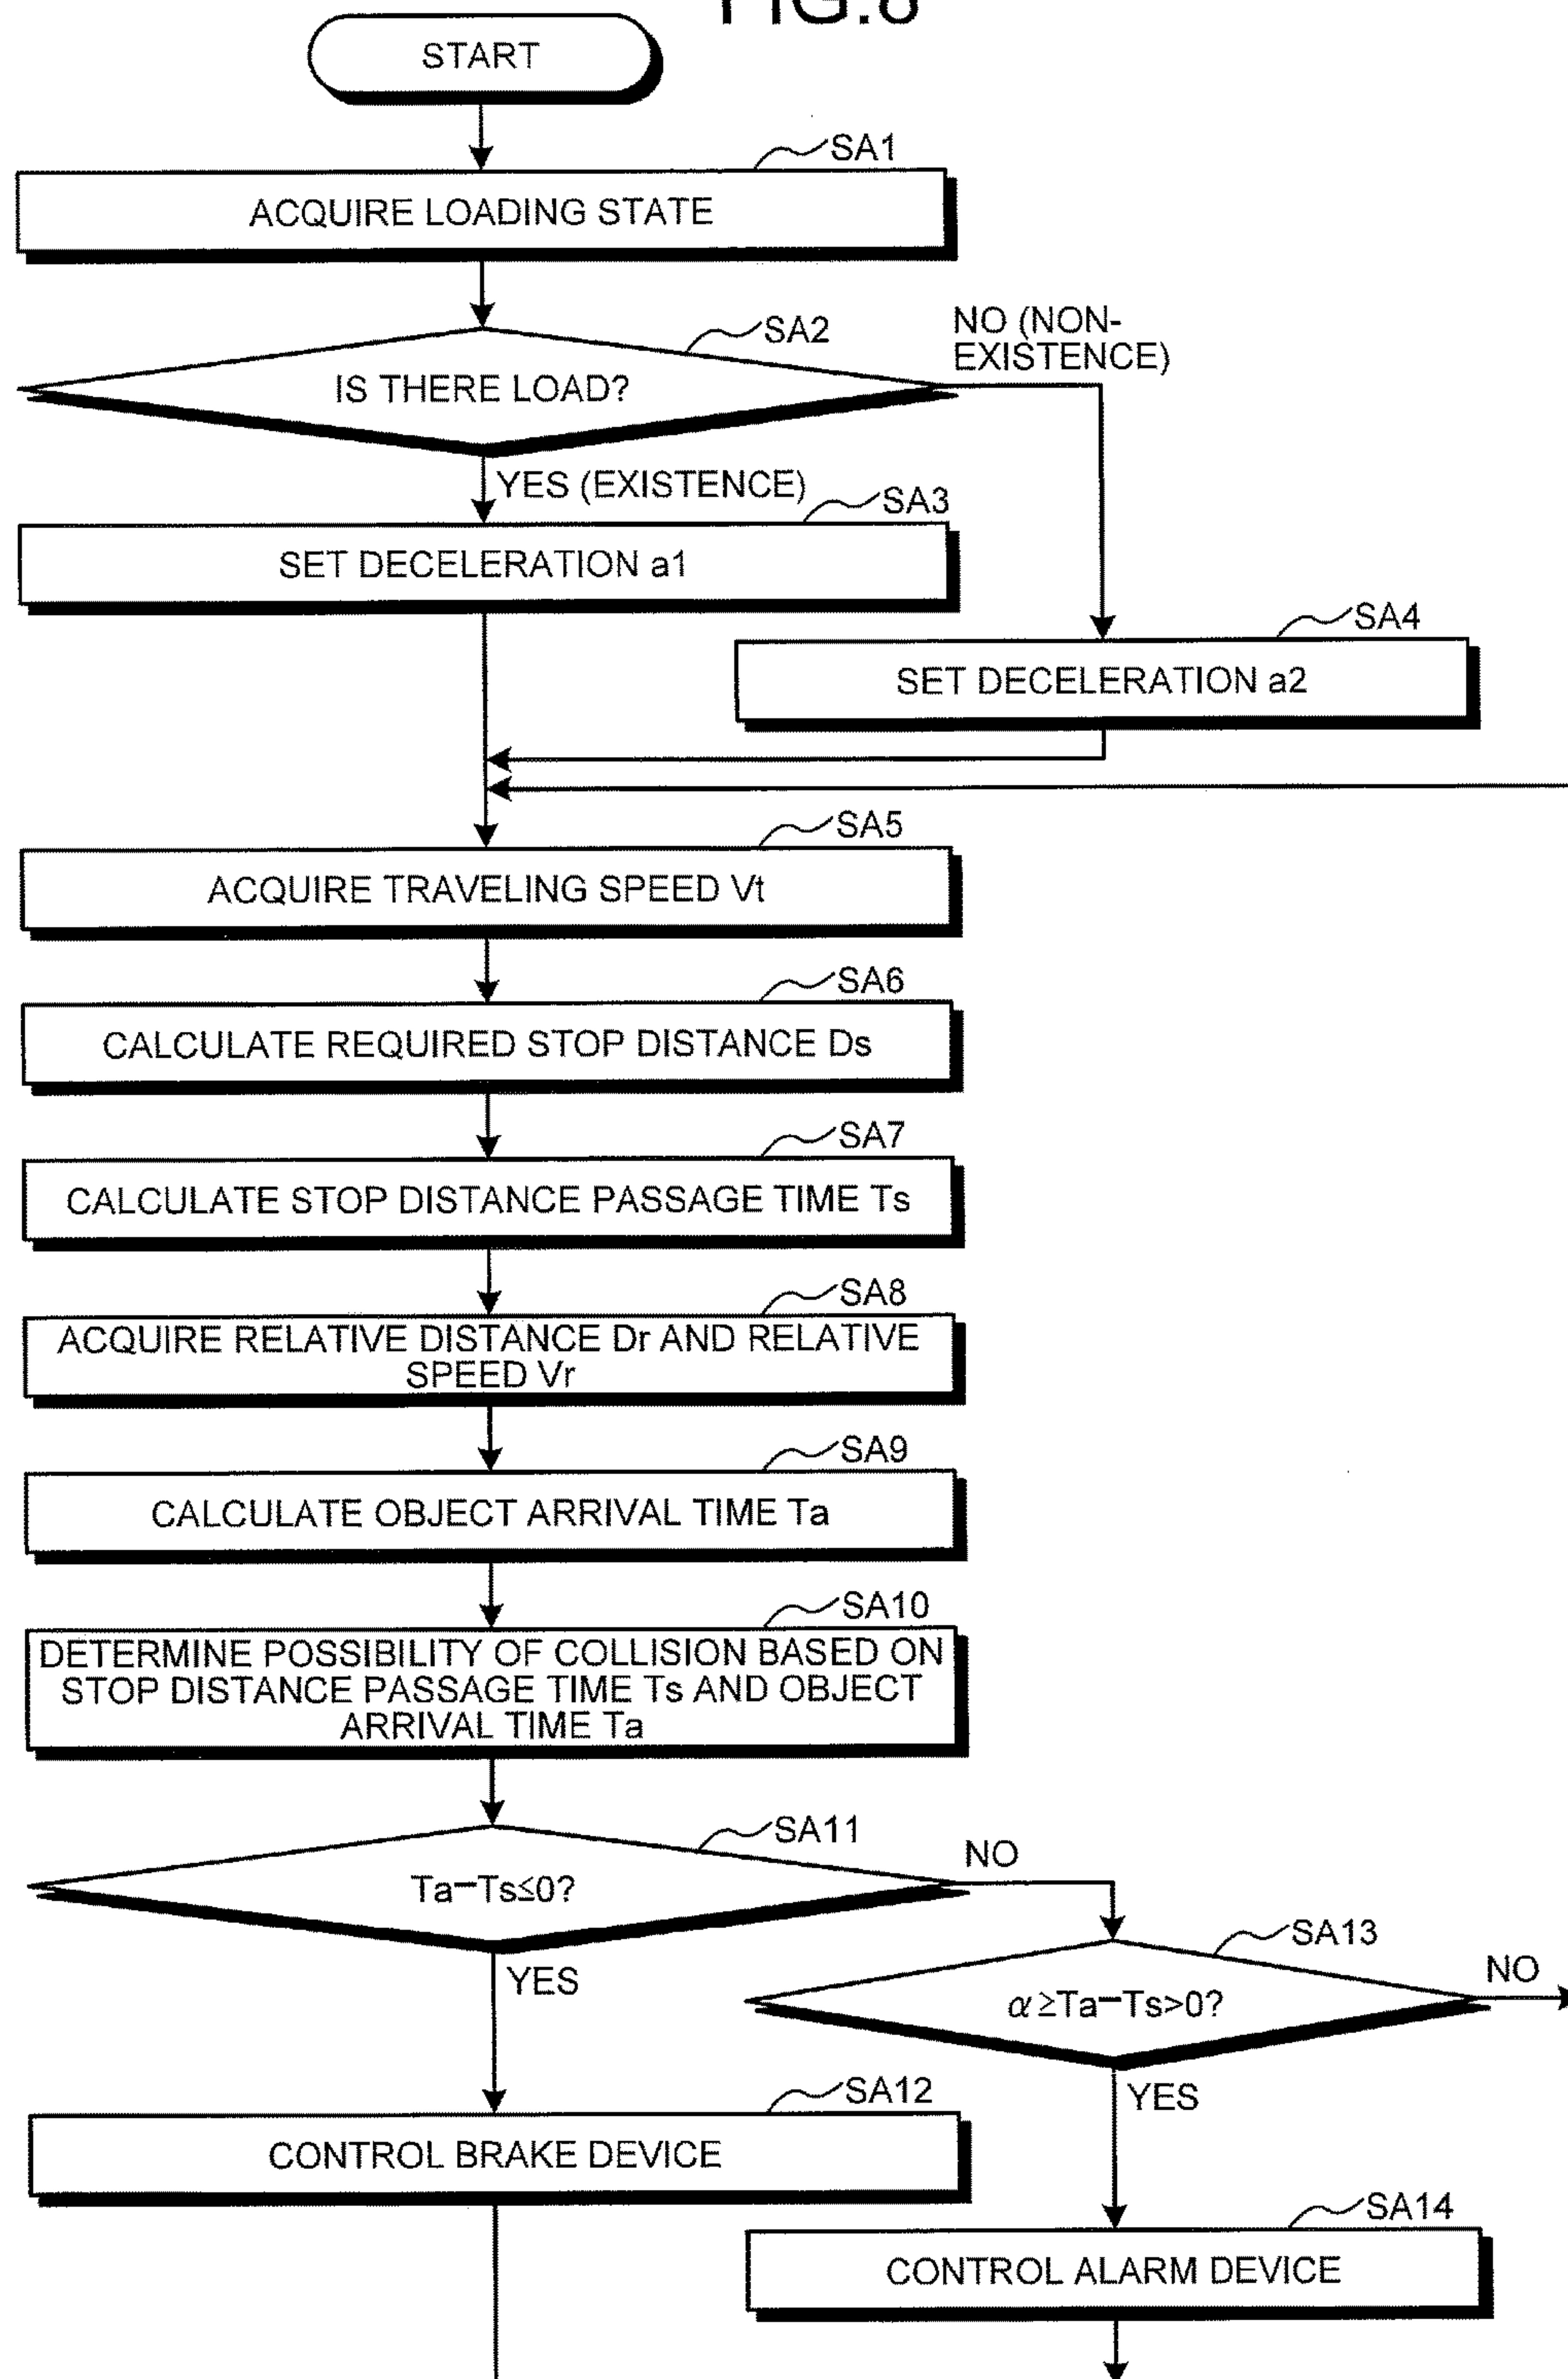 FIG.8
START
SA1
ACQUIRE LOADING STATE
SA2
IS THERE LOAD?
NO (NON-
EXISTENCE)
YES (EXISTENCE)
SA3
SET DECELERATION a1
SA4
SET DECELERATION a2
SA5
ACQUIRE TRAVELING SPEED Vt
SA6
CALCULATE REQUIRED STOP DISTANCE Ds
SA7
CALCULATE STOP DISTANCE PASSAGE TIME Ts
SA8
ACQUIRE RELATIVE DISTANCE Dr AND RELATIVE
SPEED Vr
SA9
CALCULATE OBJECT ARRIVAL TIME Ta
SA10
DETERMINE POSSIBILITY OF COLLISION BASED ON
STOP DISTANCE PASSAGE TIME Ts AND OBJECT
ARRIVAL TIME Ta
SA11
Ta−Ts≤0?
NO
YES
SA13
α≥Ta−Ts>0?
NO
YES
SA12
CONTROL BRAKE DEVICE
SA14
CONTROL ALARM DEVICE